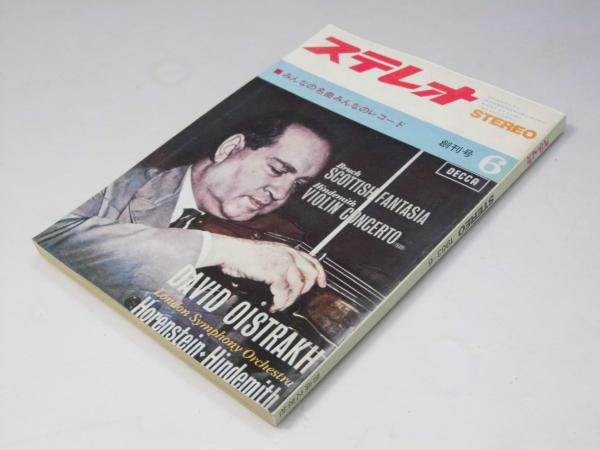 ステレオ
STEREO
■みんなの名曲みんなのレコード
創刊号 6
DECCA
Bruch
SCOTTISH FANTASIA
Hindemith
VIOLIN CONCERTO
DAVID OISTRAKH
London Symphony Orchestra
Horenstein・Hindemith
ステレオ STEREO 1963・6